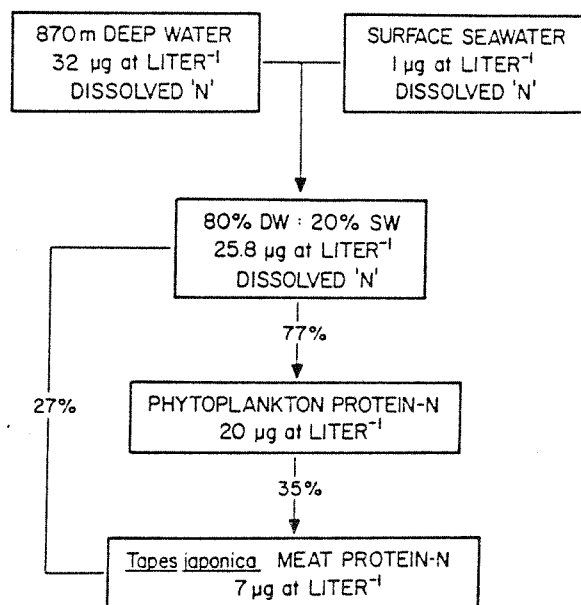 870m DEEP WATER
32 µg at LITER⁻¹
DISSOLVED 'N'
SURFACE SEAWATER
1 µg at LITER⁻¹
DISSOLVED 'N'
80% DW : 20% SW
25.8 µg at LITER⁻¹
DISSOLVED 'N'
77%
27%
PHYTOPLANKTON PROTEIN-N
20 µg at LITER⁻¹
35%
Tapes japonica MEAT PROTEIN-N
7 µg at LITER⁻¹